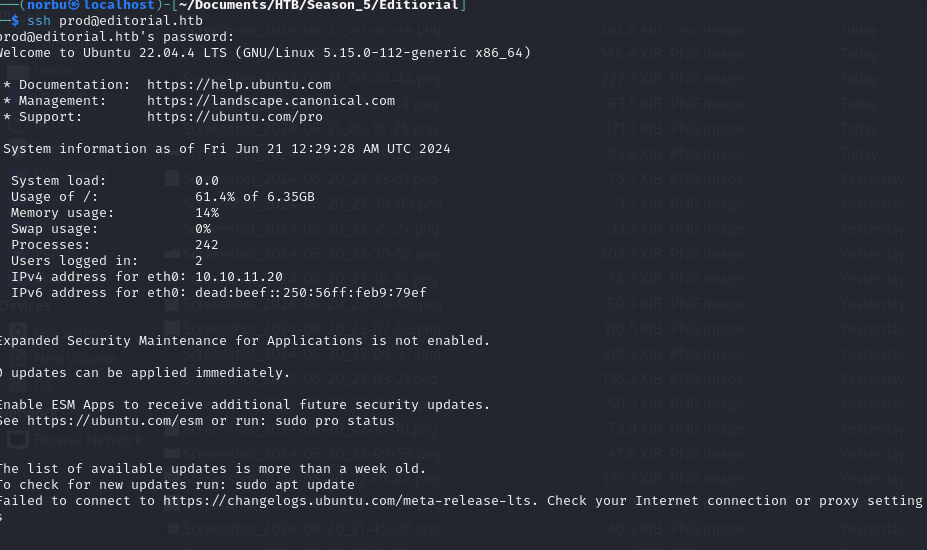 ──(norbu㉿localhost)-[~/Documents/HTB/Season_5/Editiorial]
─$ ssh prod@editorial.htb
prod@editorial.htb's password:
Welcome to Ubuntu 22.04.4 LTS (GNU/Linux 5.15.0-112-generic x86_64)
* Documentation:  https://help.ubuntu.com
* Management:     https://landscape.canonical.com
* Support:        https://ubuntu.com/pro
System information as of Fri Jun 21 12:29:28 AM UTC 2024
System load:           0.0
Usage of /:            61.4% of 6.35GB
Memory usage:          14%
Swap usage:            0%
Processes:             242
Users logged in:       2
IPv4 address for eth0: 10.10.11.20
IPv6 address for eth0: dead:beef::250:56ff:feb9:79ef
Expanded Security Maintenance for Applications is not enabled.
0 updates can be applied immediately.
Enable ESM Apps to receive additional future security updates.
See https://ubuntu.com/esm or run: sudo pro status
The list of available updates is more than a week old.
To check for new updates run: sudo apt update
Failed to connect to https://changelogs.ubuntu.com/meta-release-lts. Check your Internet connection or proxy setting
s